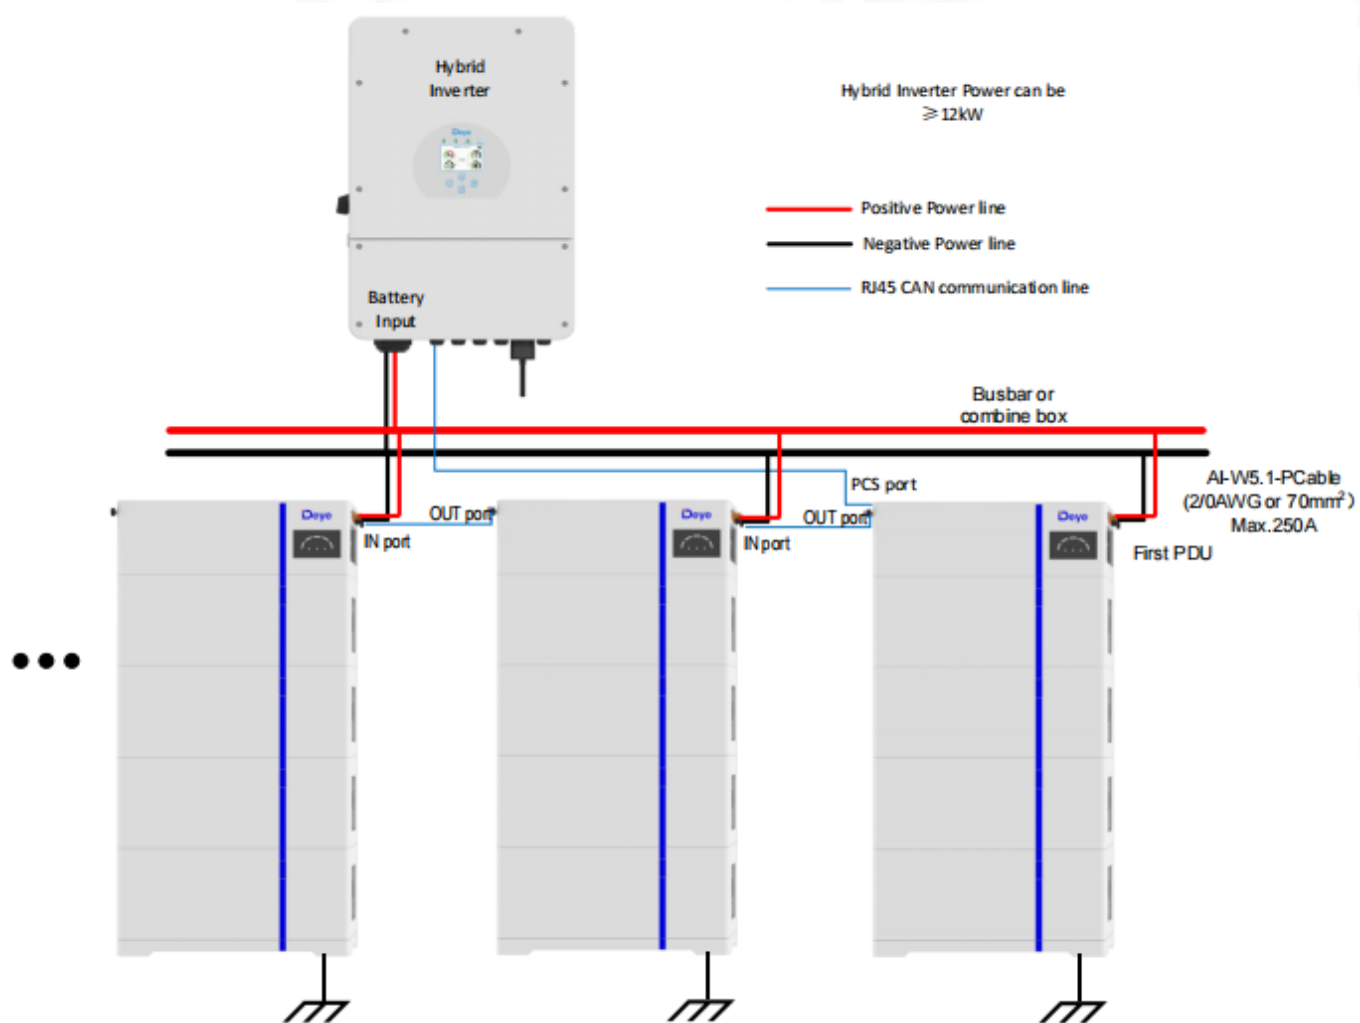 Hybrid
Inverter
Deye
Battery
Input
Hybrid Inverter Power can be
≥12kW
Positive Power line
Negative Power line
RJ45 CAN communication line
Busbar or
combine box
AI-W5.1-PCable
(2/0AWG or 70mm²)
Max.250A
PCS port
OUT port
IN port
OUT port
IN port
First PDU
Deye
Deye
Deye